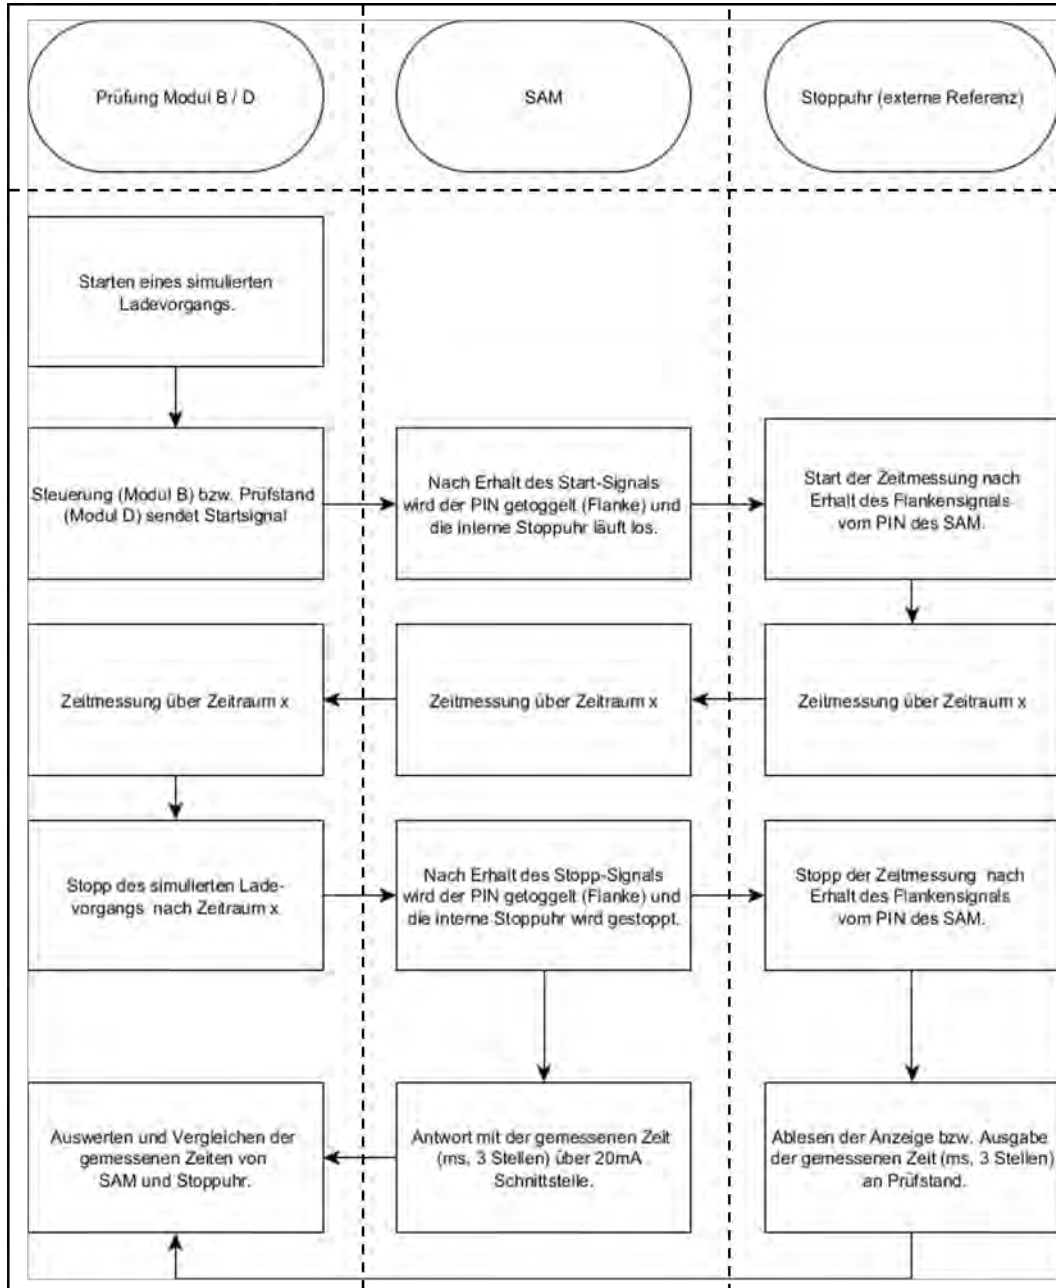 Prüfung Modul B / D
SAM
Stoppuhr (externe Referenz)
Starten eines simulierten
Ladevorgangs.
Steuerung (Modul B) bzw. Prüfstand
(Modul D) sendet Startsignal
Nach Erhalt des Start-Signals
wird der PIN getoggelt (Flanke) und
die interne Stoppuhr läuft los.
Start der Zeitmessung nach
Erhalt des Flankensignals
vom PIN des SAM.
Zeitmessung über Zeitraum x
Zeitmessung über Zeitraum x
Zeitmessung über Zeitraum x
Stopp des simulierten Lade-
vorgangs nach Zeitraum x
Nach Erhalt des Stopp-Signals
wird der PIN getoggelt (Flanke) und
die interne Stoppuhr wird gestoppt.
Stopp der Zeitmessung nach
Erhalt des Flankensignals
vom PIN des SAM.
Auswerten und Vergleichen der
gemessenen Zeiten von
SAM und Stoppuhr.
Antwort mit der gemessenen Zeit
(ms, 3 Stellen) über 20mA
Schnittstelle.
Ablesen der Anzeige bzw. Ausgabe
der gemessenen Zeit (ms, 3 Stellen)
an Prüfstand.